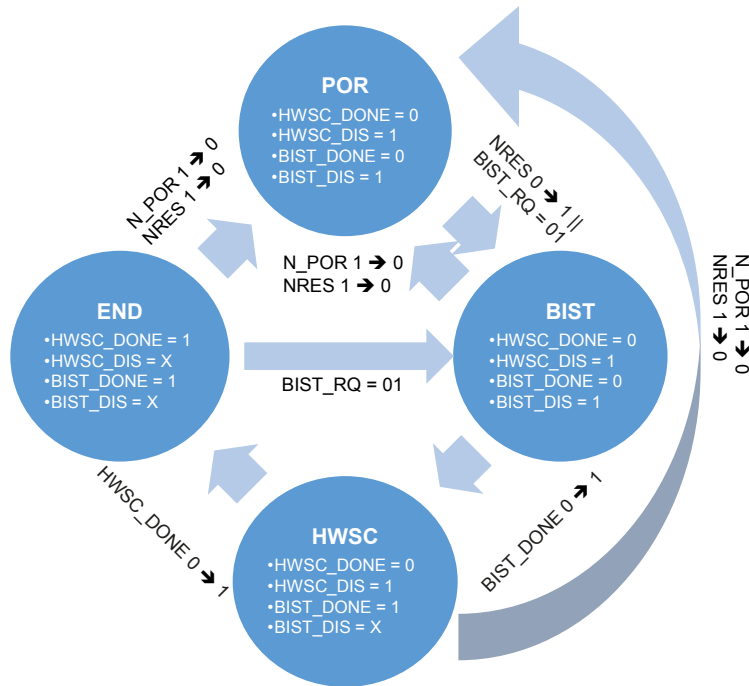 POR
•HWSC_DONE = 0
•HWSC_DIS = 1
•BIST_DONE = 0
•BIST_DIS = 1
N_POR 1 ➔ 0
NRES 1 ➔ 0
NRES 0 ➔ 1 ||
BIST_RQ = 01
N_POR 1 ➔ 0
NRES 1 ➔ 0
END
•HWSC_DONE = 1
•HWSC_DIS = X
•BIST_DONE = 1
•BIST_DIS = X
BIST_RQ = 01
BIST
•HWSC_DONE = 0
•HWSC_DIS = 1
•BIST_DONE = 0
•BIST_DIS = 1
N_POR 1 ➔ 0
NRES 1 ➔ 0
HWSC_DONE 0 ➔ 1
HWSC
•HWSC_DONE = 0
•HWSC_DIS = 1
•BIST_DONE = 1
•BIST_DIS = X
BIST_DONE 0 ➔ 1